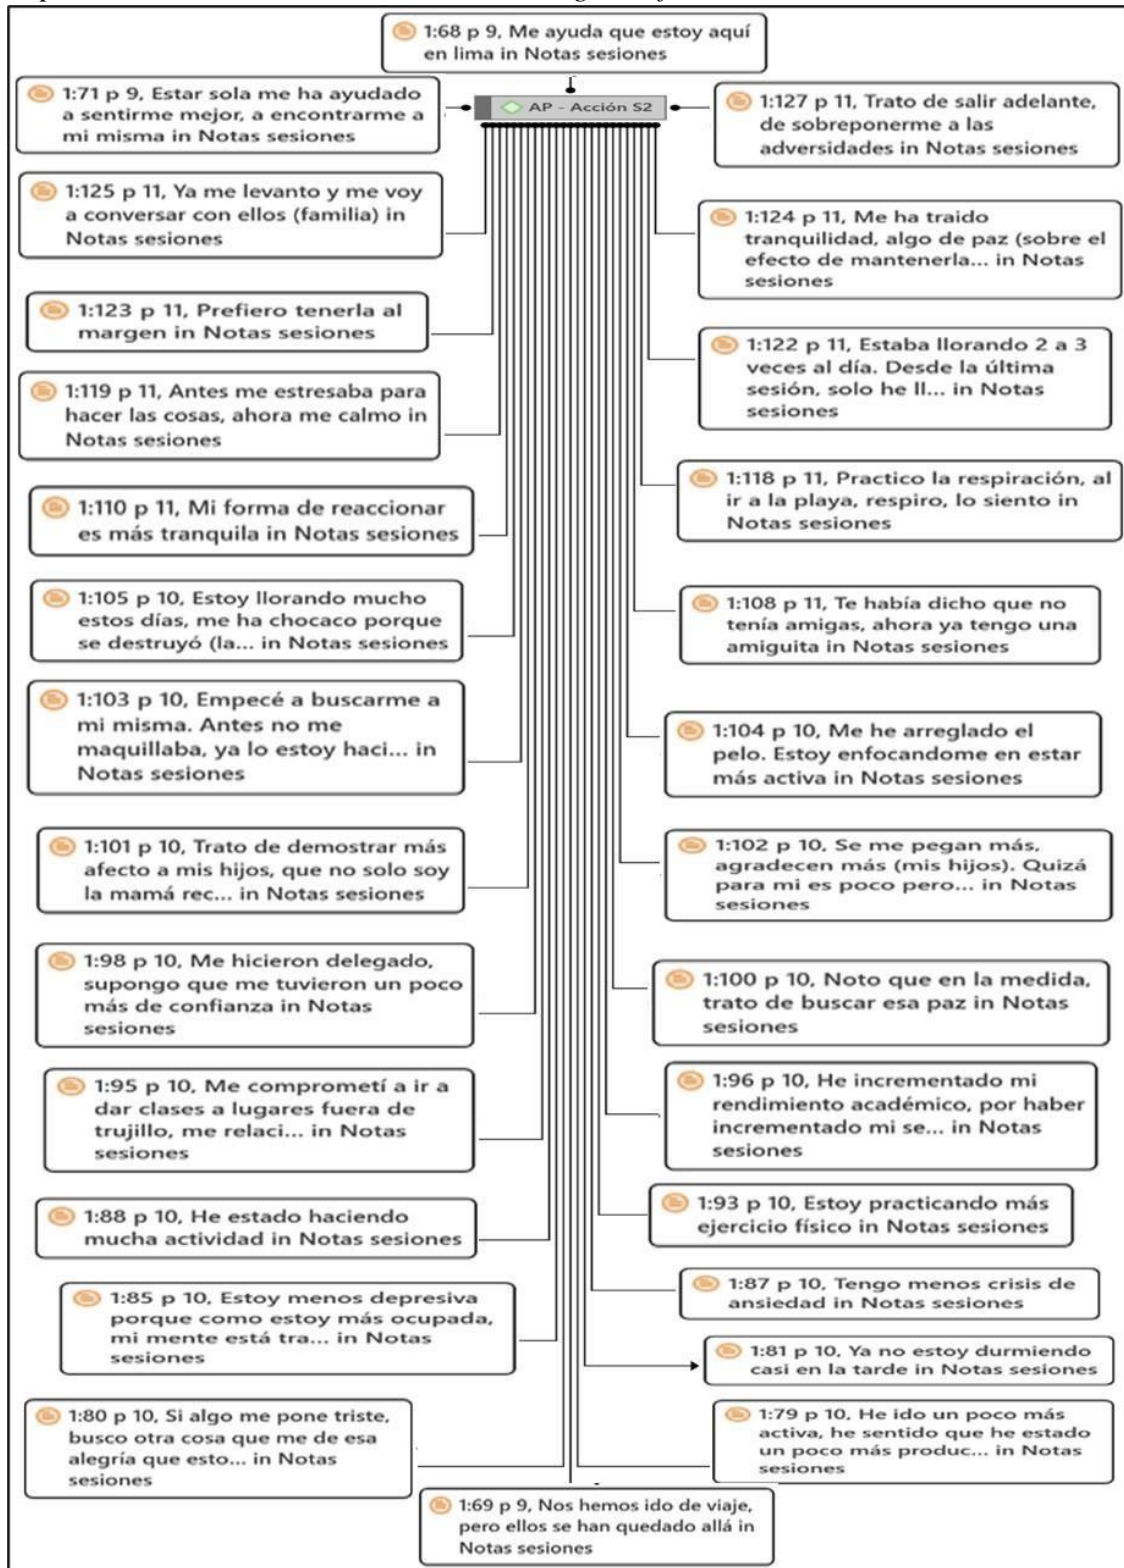 1:68 p 9, Me ayuda que estoy aquí
en lima in Notas sesiones
AP - Acción S2
1:71 p 9, Estar sola me ha ayudado
a sentirme mejor, a encontrarme a
mi misma in Notas sesiones
1:127 p 11, Trato de salir adelante,
de sobreponerme a las
adversidades in Notas sesiones
1:125 p 11, Ya me levanto y me voy
a conversar con ellos (familia) in
Notas sesiones
1:124 p 11, Me ha traido
tranquilidad, algo de paz (sobre el
efecto de mantenerla... in Notas
sesiones
1:123 p 11, Prefiero tenerla al
margen in Notas sesiones
1:122 p 11, Estaba llorando 2 a 3
veces al día. Desde la última
sesión, solo he ll... in Notas
sesiones
1:119 p 11, Antes me estresaba para
hacer las cosas, ahora me calmo in
Notas sesiones
1:118 p 11, Practico la respiración, al
ir a la playa, respiro, lo siento in
Notas sesiones
1:110 p 11, Mi forma de reaccionar
es más tranquila in Notas sesiones
1:105 p 10, Estoy llorando mucho
estos días, me ha chocaco porque
se destruyó (la... in Notas sesiones
1:108 p 11, Te había dicho que no
tenía amigas, ahora ya tengo una
amiguita in Notas sesiones
1:103 p 10, Empecé a buscarme a
mi misma. Antes no me
maquillaba, ya lo estoy haci... in
Notas sesiones
1:104 p 10, Me he arreglado el
pelo. Estoy enfocandome en estar
más activa in Notas sesiones
1:101 p 10, Trato de demostrar más
afecto a mis hijos, que no solo soy
la mamá rec... in Notas sesiones
1:102 p 10, Se me pegan más,
agradecen más (mis hijos). Quizá
para mi es poco pero... in Notas
sesiones
1:98 p 10, Me hicieron delegado,
supongo que me tuvieron un poco
más de confianza in Notas
sesiones
1:100 p 10, Noto que en la medida,
trato de buscar esa paz in Notas
sesiones
1:95 p 10, Me comprometí a ir a
dar clases a lugares fuera de
trujillo, me relaci... in Notas
sesiones
1:96 p 10, He incrementado mi
rendimiento académico, por haber
incrementado mi se... in Notas
sesiones
1:88 p 10, He estado haciendo
mucha actividad in Notas sesiones
1:93 p 10, Estoy practicando más
ejercicio físico in Notas sesiones
1:85 p 10, Estoy menos depresiva
porque como estoy más ocupada,
mi mente está tra... in Notas
sesiones
1:87 p 10, Tengo menos crisis de
ansiedad in Notas sesiones
1:81 p 10, Ya no estoy durmiendo
casi en la tarde in Notas sesiones
1:80 p 10, Si algo me pone triste,
busco otra cosa que me de esa
alegría que esto... in Notas
sesiones
1:79 p 10, He ido un poco más
activa, he sentido que he estado
un poco más produc... in Notas
sesiones
1:69 p 9, Nos hemos ido de viaje,
pero ellos se han quedado allá in
Notas sesiones